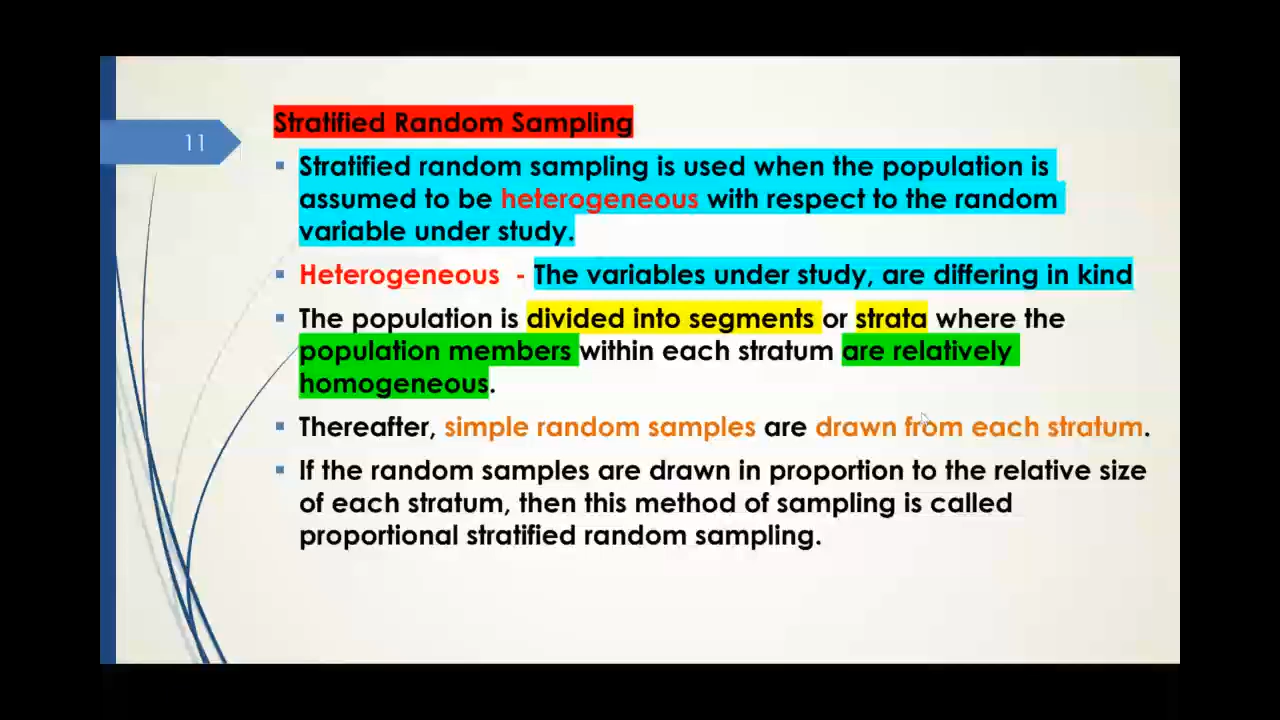 11
Stratified Random Sampling
▪ Stratified random sampling is used when the population is
assumed to be heterogeneous with respect to the random
variable under study.
▪ Heterogeneous - The variables under study, are differing in kind
▪ The population is divided into segments or strata where the
population members within each stratum are relatively
homogeneous.
▪ Thereafter, simple random samples are drawn from each stratum.
▪ If the random samples are drawn in proportion to the relative size
of each stratum, then this method of sampling is called
proportional stratified random sampling.